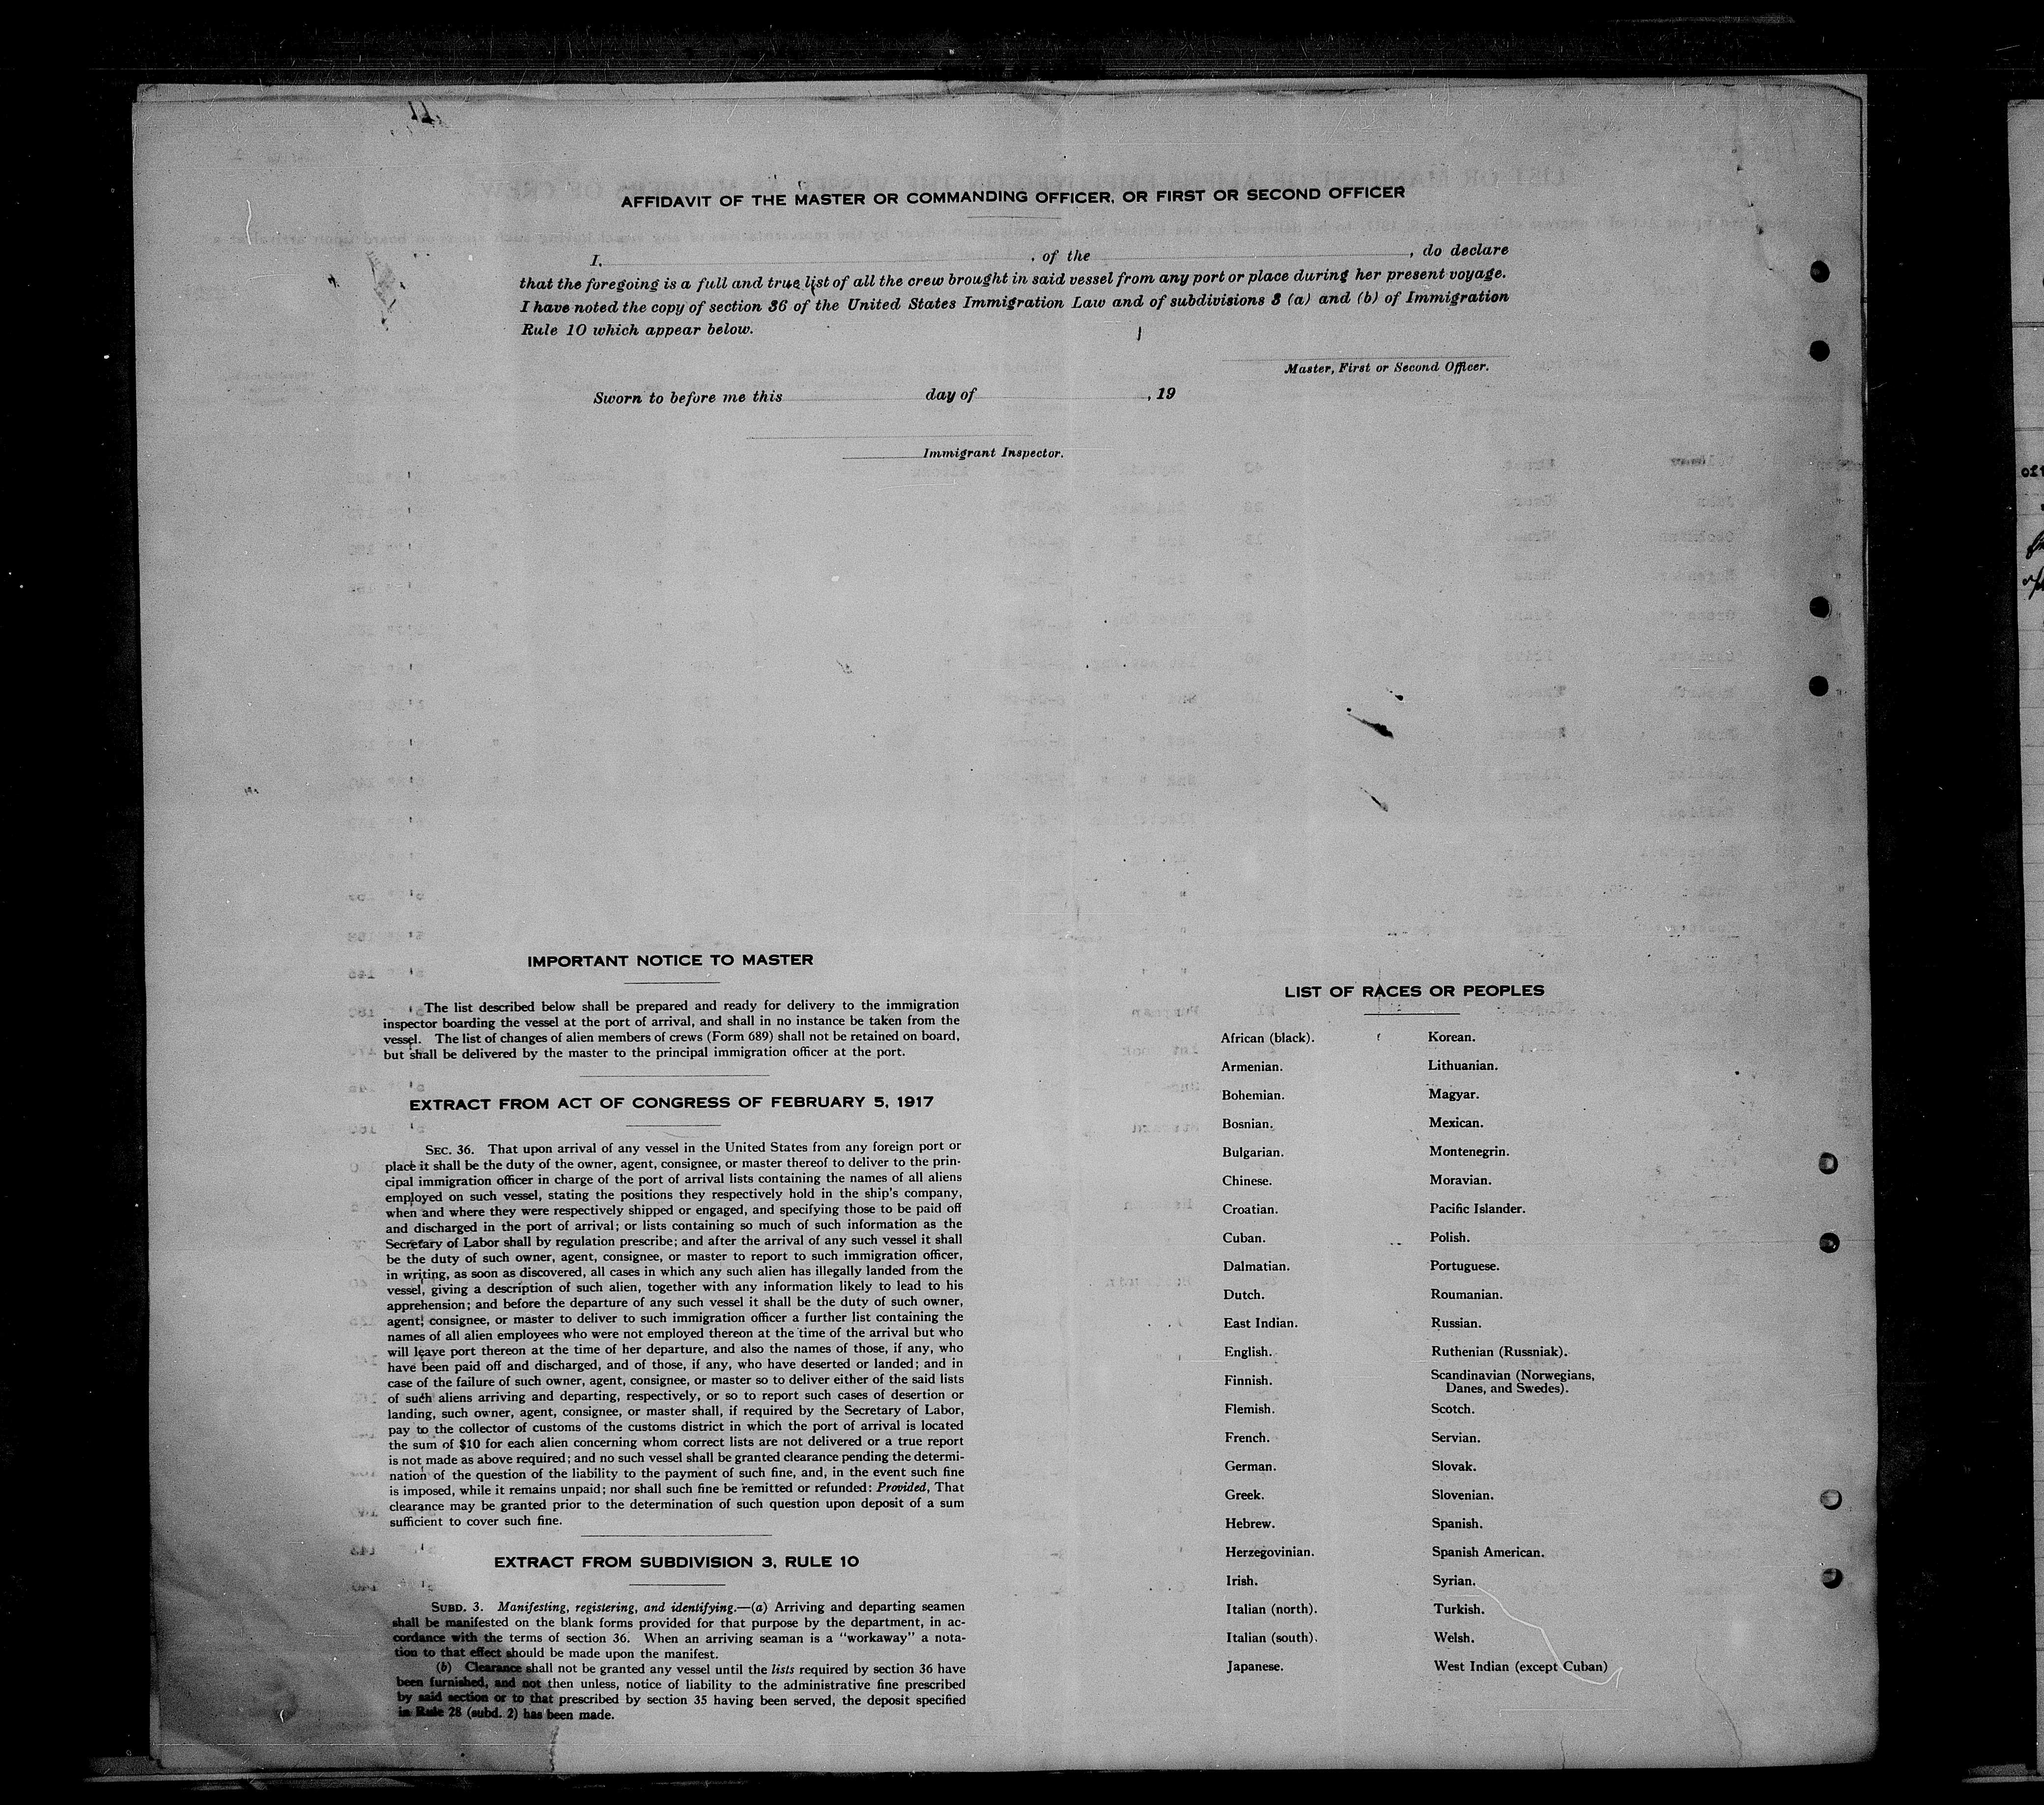 AFFIDAVIT OF THE MASTER OR COMMANDING OFFICER, OR FIRST OR SECOND OFFICER
I, , of the , do declare
that the foregoing is a full and true list of all the crew brought in said vessel from any port or place during her present voyage.
I have noted the copy of section 36 of the United States Immigration Law and of subdivisions 3 (a) and (b) of Immigration
Rule 10 which appear below.
Master, First or Second Officer.
Sworn to before me this day of , 19
Immigrant Inspector.
IMPORTANT NOTICE TO MASTER
The list described below shall be prepared and ready for delivery to the immigration
inspector boarding the vessel at the port of arrival, and shall in no instance be taken from the
vessel. The list of changes of alien members of crews (Form 689) shall not be retained on board,
but shall be delivered by the master to the principal immigration officer at the port.
EXTRACT FROM ACT OF CONGRESS OF FEBRUARY 5, 1917
SEC. 36. That upon arrival of any vessel in the United States from any foreign port or
place it shall be the duty of the owner, agent, consignee, or master thereof to deliver to the prin-
cipal immigration officer in charge of the port of arrival lists containing the names of all aliens
employed on such vessel, stating the positions they respectively hold in the ship's company,
when and where they were respectively shipped or engaged, and specifying those to be paid off
and discharged in the port of arrival; or lists containing so much of such information as the
Secretary of Labor shall by regulation prescribe; and after the arrival of any such vessel it shall
be the duty of such owner, agent, consignee, or master to report to such immigration officer,
in writing, as soon as discovered, all cases in which any such alien has illegally landed from the
vessel, giving a description of such alien, together with any information likely to lead to his
apprehension; and before the departure of any such vessel it shall be the duty of such owner,
agent, consignee, or master to deliver to such immigration officer a further list containing the
names of all alien employees who were not employed thereon at the time of the arrival but who
will leave port thereon at the time of her departure, and also the names of those, if any, who
have been paid off and discharged, and of those, if any, who have deserted or landed; and in
case of the failure of such owner, agent, consignee, or master so to deliver either of the said lists
of such aliens arriving and departing, respectively, or so to report such cases of desertion or
landing, such owner, agent, consignee, or master shall, if required by the Secretary of Labor,
pay to the collector of customs of the customs district in which the port of arrival is located
the sum of $10 for each alien concerning whom correct lists are not delivered or a true report
is not made as above required; and no such vessel shall be granted clearance pending the determi-
nation of the question of the liability to the payment of such fine, and, in the event such fine
is imposed, while it remains unpaid; nor shall such fine be remitted or refunded: Provided, That
clearance may be granted prior to the determination of such question upon deposit of a sum
sufficient to cover such fine.
EXTRACT FROM SUBDIVISION 3, RULE 10
SUBD. 3. Manifesting, registering, and identifying.—(a) Arriving and departing seamen
shall be manifested on the blank forms provided for that purpose by the department, in ac-
cordance with the terms of section 36. When an arriving seaman is a "workaway" a nota-
tion to that effect should be made upon the manifest.
(b) Clearance shall not be granted any vessel until the lists required by section 36 have
been furnished, and not then unless, notice of liability to the administrative fine prescribed
by said section or to that prescribed by section 35 having been served, the deposit specified
in Rule 28 (subd. 2) has been made.
LIST OF RACES OR PEOPLES
African (black).
Armenian.
Bohemian.
Bosnian.
Bulgarian.
Chinese.
Croatian.
Cuban.
Dalmatian.
Dutch.
East Indian.
English.
Finnish.
Flemish.
French.
German.
Greek.
Hebrew.
Herzegovinian.
Irish.
Italian (north).
Italian (south).
Japanese.
Korean.
Lithuanian.
Magyar.
Mexican.
Montenegrin.
Moravian.
Pacific Islander.
Polish.
Portuguese.
Roumanian.
Russian.
Ruthenian (Russniak).
Scandinavian (Norwegians,
Danes, and Swedes).
Scotch.
Servian.
Slovak.
Slovenian.
Spanish.
Spanish American.
Syrian.
Turkish.
Welsh.
West Indian (except Cuban)